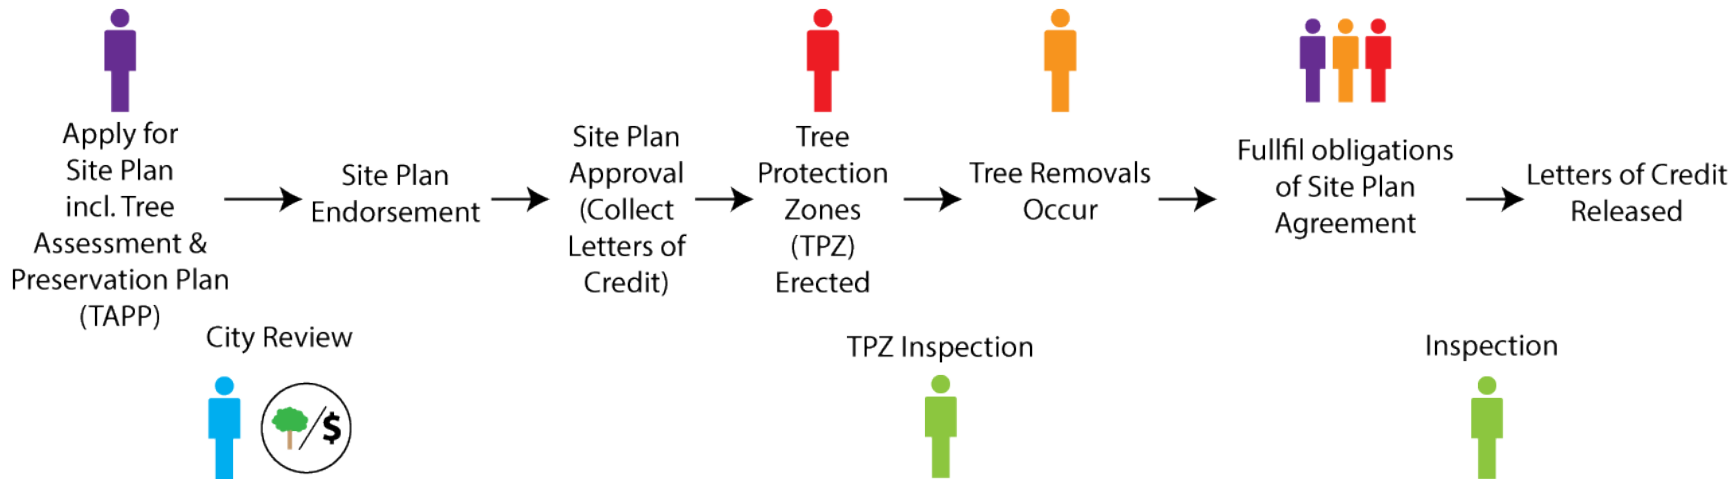 Apply for
Site Plan
incl. Tree
Assessment &
Preservation Plan
(TAPP)
City Review
$
Site Plan
Endorsement
Site Plan
Approval
(Collect
Letters of
Credit)
Tree
Protection
Zones
(TPZ)
Erected
TPZ Inspection
Tree Removals
Occur
Fullfil obligations
of Site Plan
Agreement
Inspection
Letters of Credit
Released